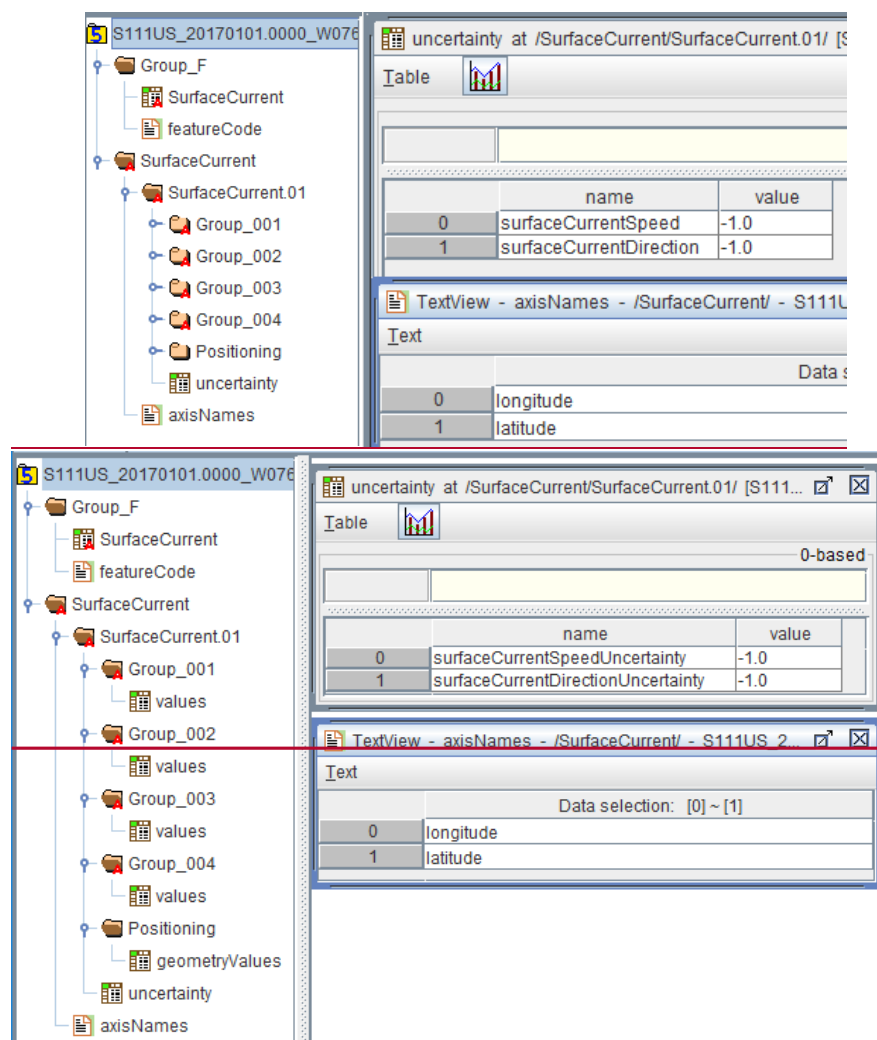 S111US_20170101.0000_W076
Group_F
SurfaceCurrent
featureCode
SurfaceCurrent
SurfaceCurrent.01
Group_001
Group_002
Group_003
Group_004
Positioning
uncertainty
axisNames
uncertainty at /SurfaceCurrent/SurfaceCurrent.01/ [S
Table
name value
0 surfaceCurrentSpeed -1.0
1 surfaceCurrentDirection -1.0
TextView - axisNames - /SurfaceCurrent/ - S111U
Text
Data s
0 longitude
1 latitude
S111US_20170101.0000_W076
Group_F
SurfaceCurrent
featureCode
SurfaceCurrent
SurfaceCurrent.01
Group_001
values
Group_002
values
Group_003
values
Group_004
values
Positioning
geometryValues
uncertainty
axisNames
uncertainty at /SurfaceCurrent/SurfaceCurrent.01/ [S111...
Table
0-based
name value
0 surfaceCurrentSpeedUncertainty -1.0
1 surfaceCurrentDirectionUncertainty -1.0
TextView - axisNames - /SurfaceCurrent/ - S111US_2...
Text
Data selection: [0] ~ [1]
0 longitude
1 latitude